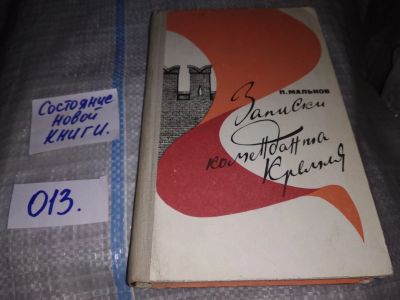 Состояние
новой
книги.
013.
П. Мальков
Записки
коменданта
Кремля